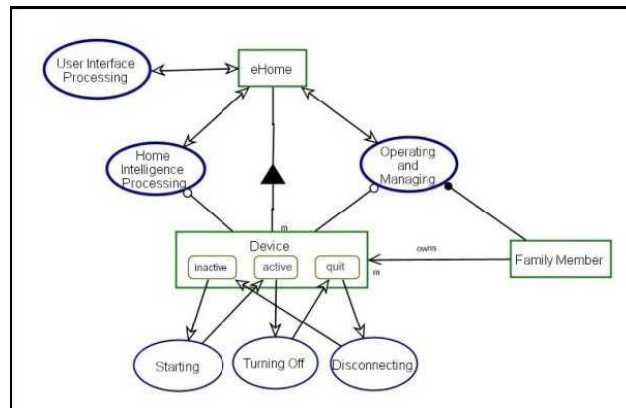 User Interface
Processing
eHome
Home
Intelligence
Processing
Operating
and
Managing
m
Device
owns
inactive
active
quit
m
Family Member
Starting
Turning Off
Disconnecting